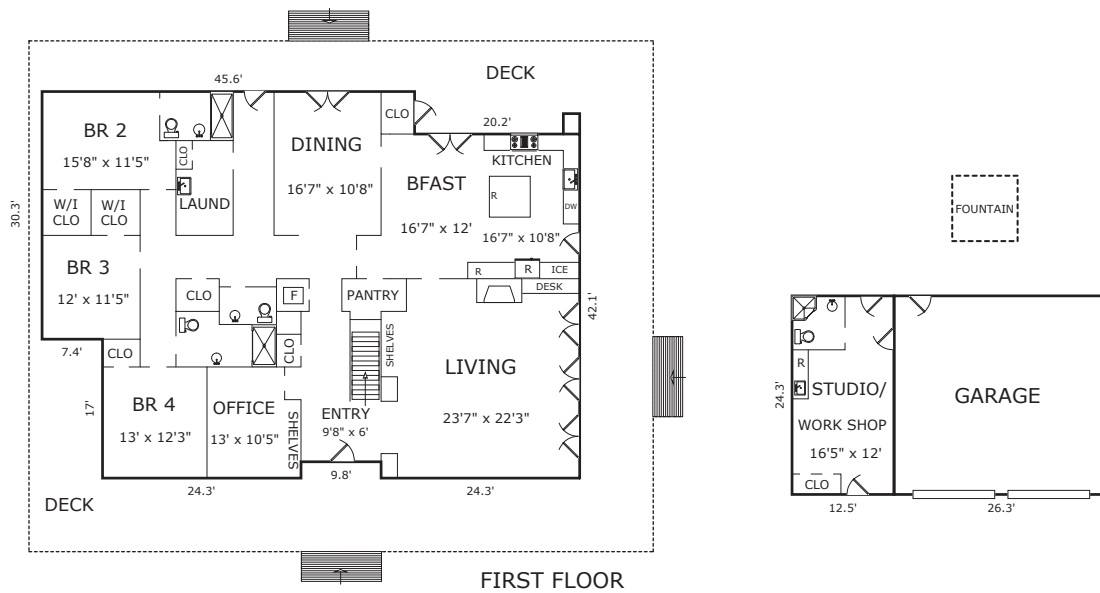 DECK
45.6'
BR 2
15'8" x 11'5"
CLO
LAUND
DINING
16'7" x 10'8"
CLO
20.2'
KITCHEN
BFAST
R
DW
16'7" x 12'
16'7" x 10'8"
W/I
CLO
W/I
CLO
30.3'
BR 3
12' x 11'5"
CLO
F
PANTRY
R
R
ICE
DESK
42.1'
7.4'
CLO
CLO
SHELVES
LIVING
23'7" x 22'3"
17'
BR 4
13' x 12'3"
OFFICE
13' x 10'5"
SHELVES
ENTRY
9'8" x 6'
9.8'
24.3'
24.3'
DECK
FIRST FLOOR
FOUNTAIN
24.3'
R
STUDIO/
WORK SHOP
16'5" x 12'
CLO
GARAGE
12.5'
26.3'